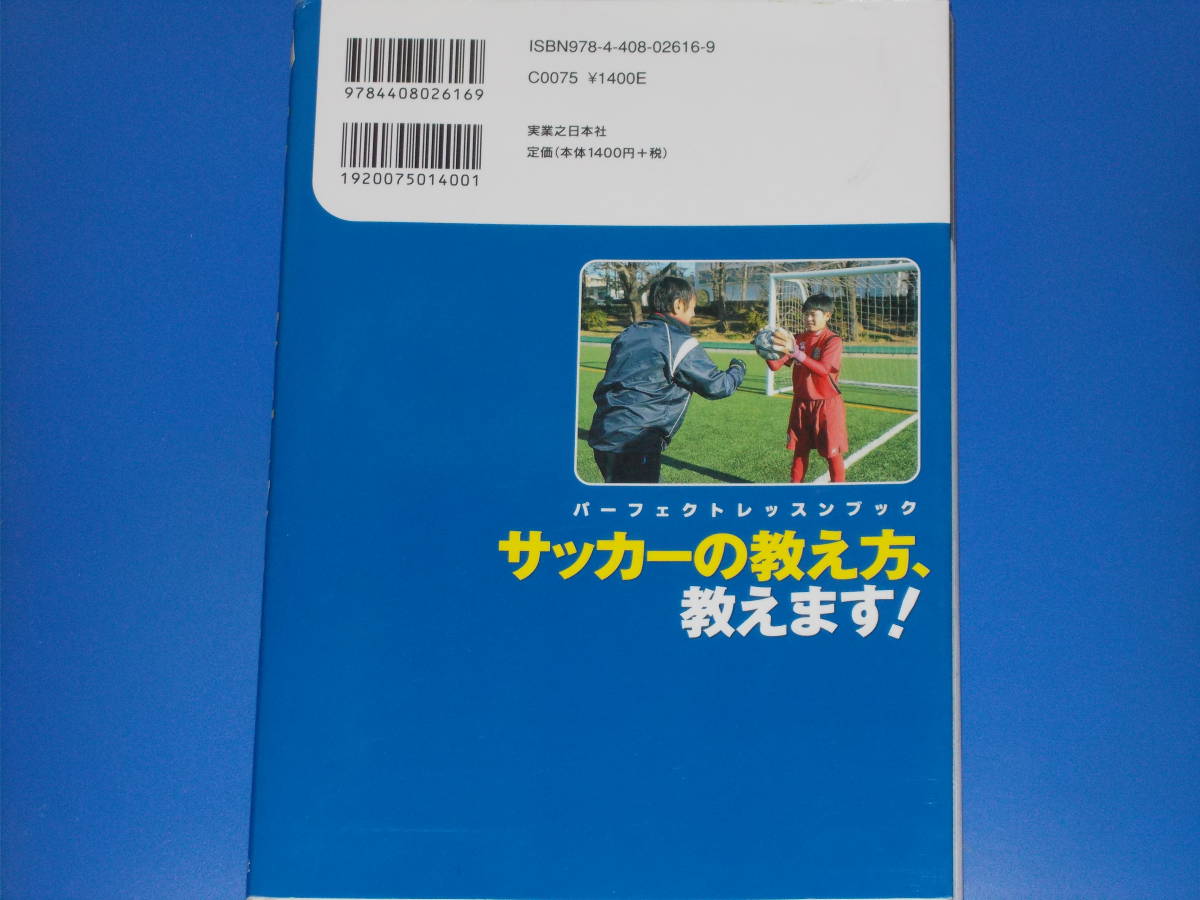 ISBN978-4-408-02616-9
C0075 ¥1400E
9784408026169
実業之日本社
定価(本体1400円+税)
1920075014001
パーフェクトレッスンブック
サッカーの教え方、
教えます!